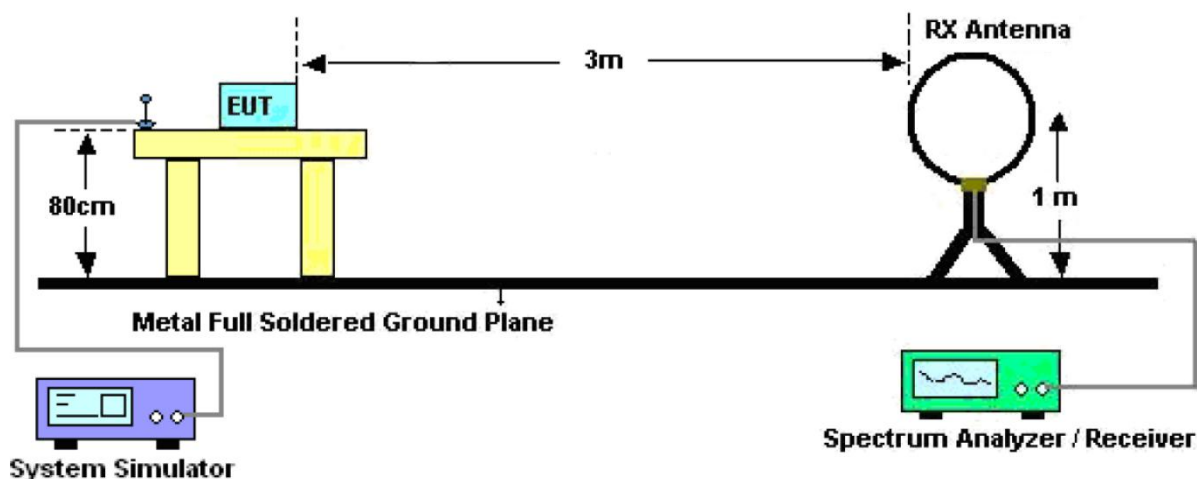 RX Antenna
3m
EUT
80cm
1 m
Metal Full Soldered Ground Plane
System Simulator
Spectrum Analyzer / Receiver